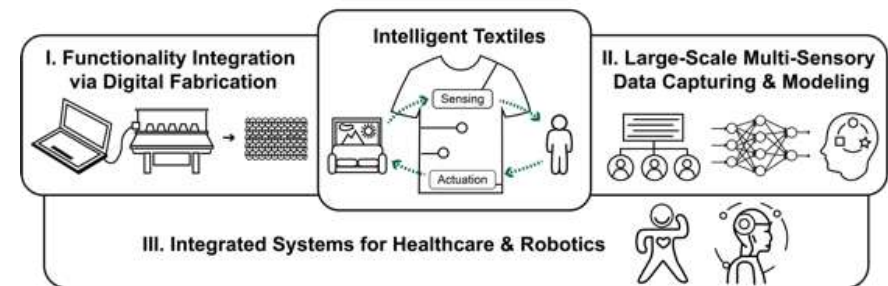 I. Functionality Integration
via Digital Fabrication
Intelligent Textiles
Sensing
Actuation
II. Large-Scale Multi-Sensory
Data Capturing & Modeling
III. Integrated Systems for Healthcare & Robotics